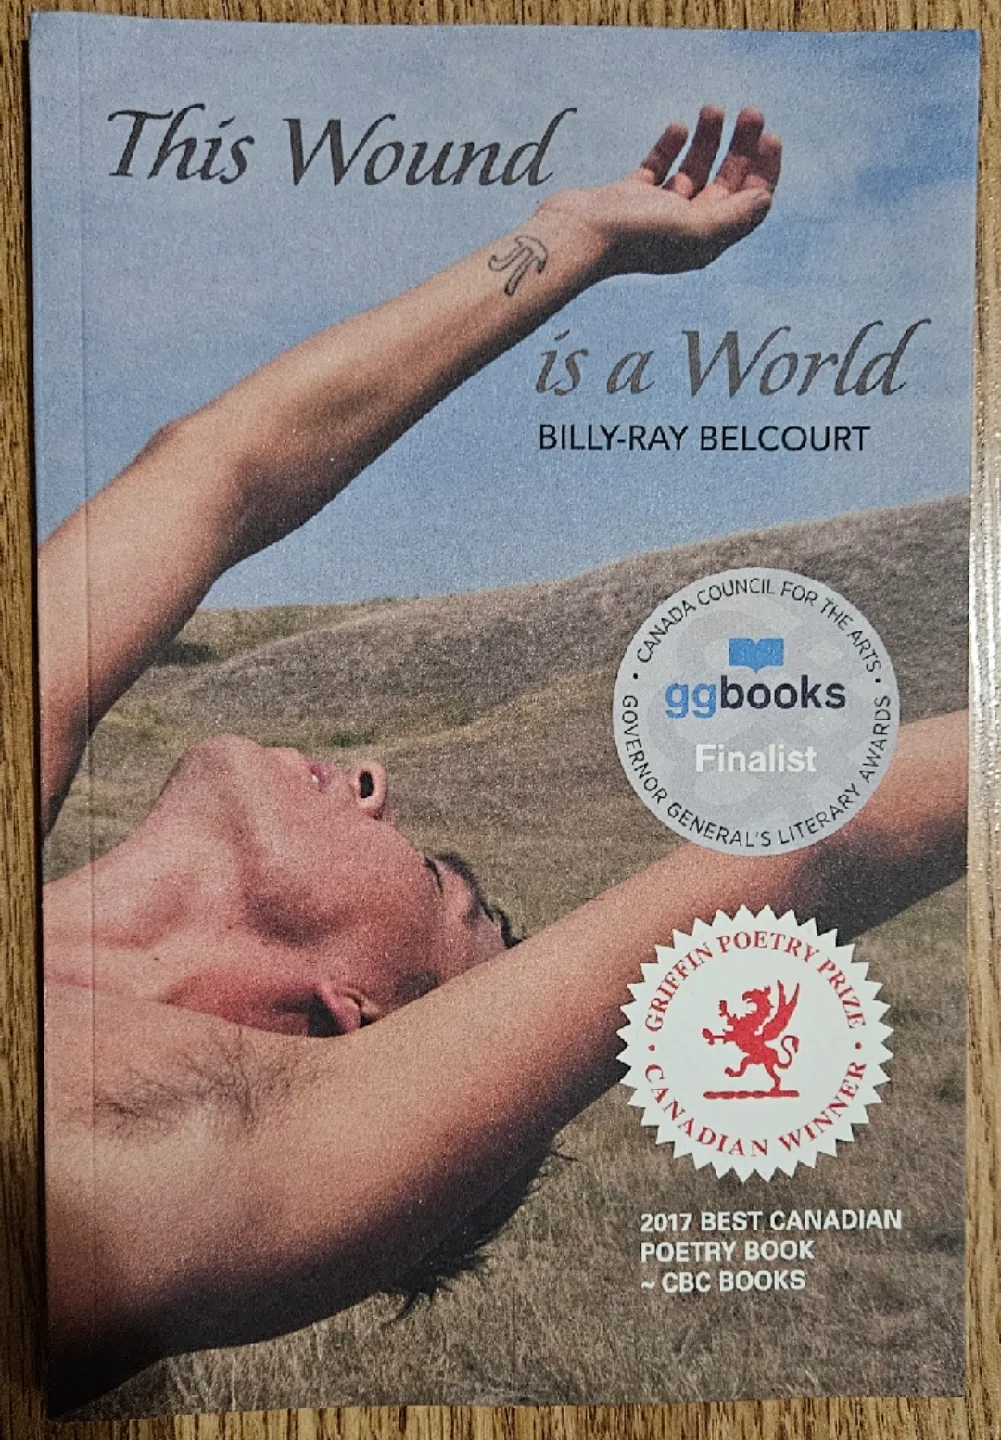 This Wound
is a World
BILLY-RAY BELCOURT
• CANADA COUNCIL FOR THE ARTS •
ggbooks
Finalist
GOVERNOR GENERAL'S LITERARY AWARDS
• GRIFFIN POETRY PRIZE •
CANADIAN WINNER
2017 BEST CANADIAN
POETRY BOOK
~ CBC BOOKS